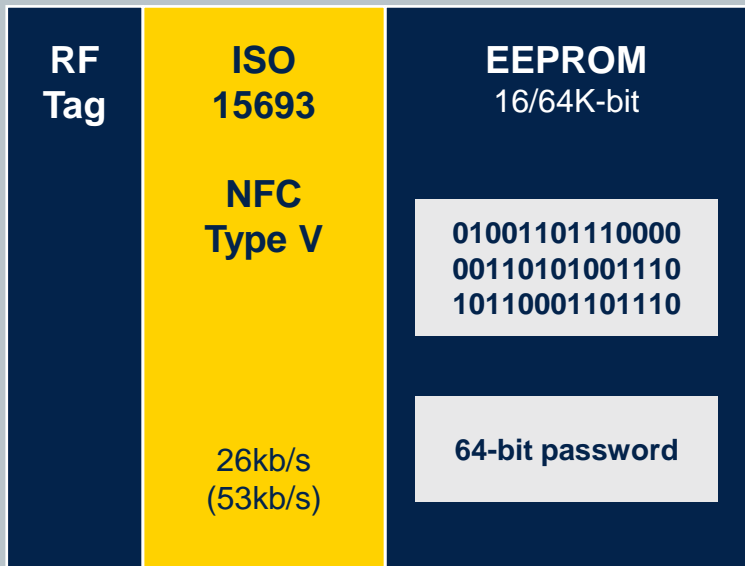 RF
Tag
ISO
15693
NFC
Type V
26kb/s
(53kb/s)
EEPROM
16/64K-bit
01001101110000
00110101001110
10110001101110
64-bit password